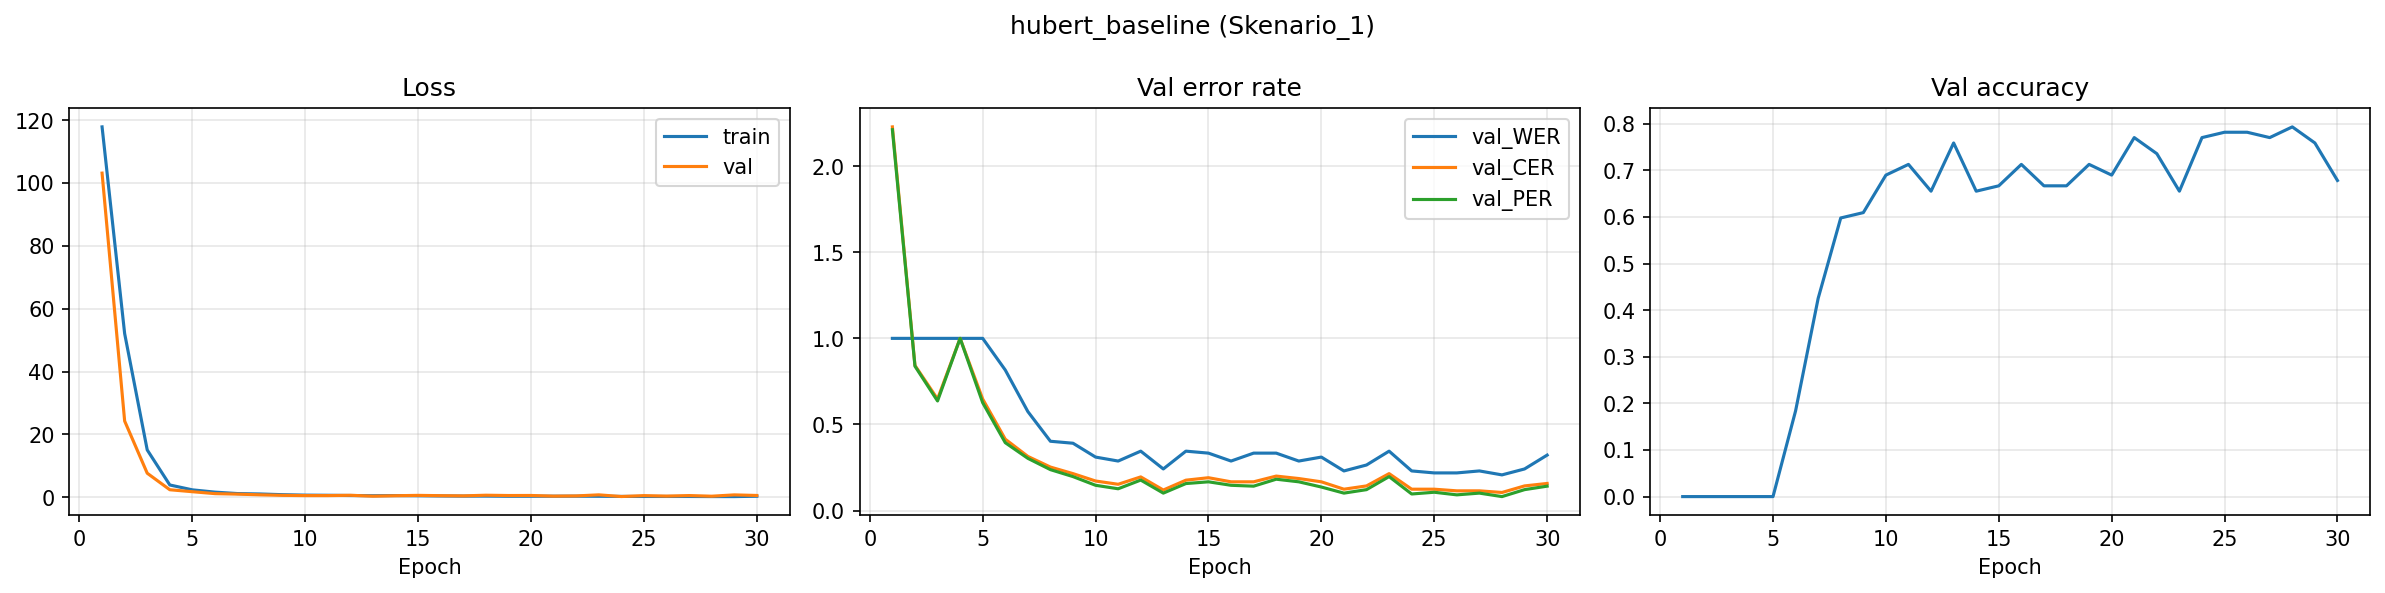 hubert_baseline (Skenario_1)
Loss
120
100
80
60
40
20
0
0 5 10 15 20 25 30
Epoch
train
val
Val error rate
2.0
1.5
1.0
0.5
0.0
0 5 10 15 20 25 30
Epoch
val_WER
val_CER
val_PER
Val accuracy
0.8
0.7
0.6
0.5
0.4
0.3
0.2
0.1
0.0
0 5 10 15 20 25 30
Epoch